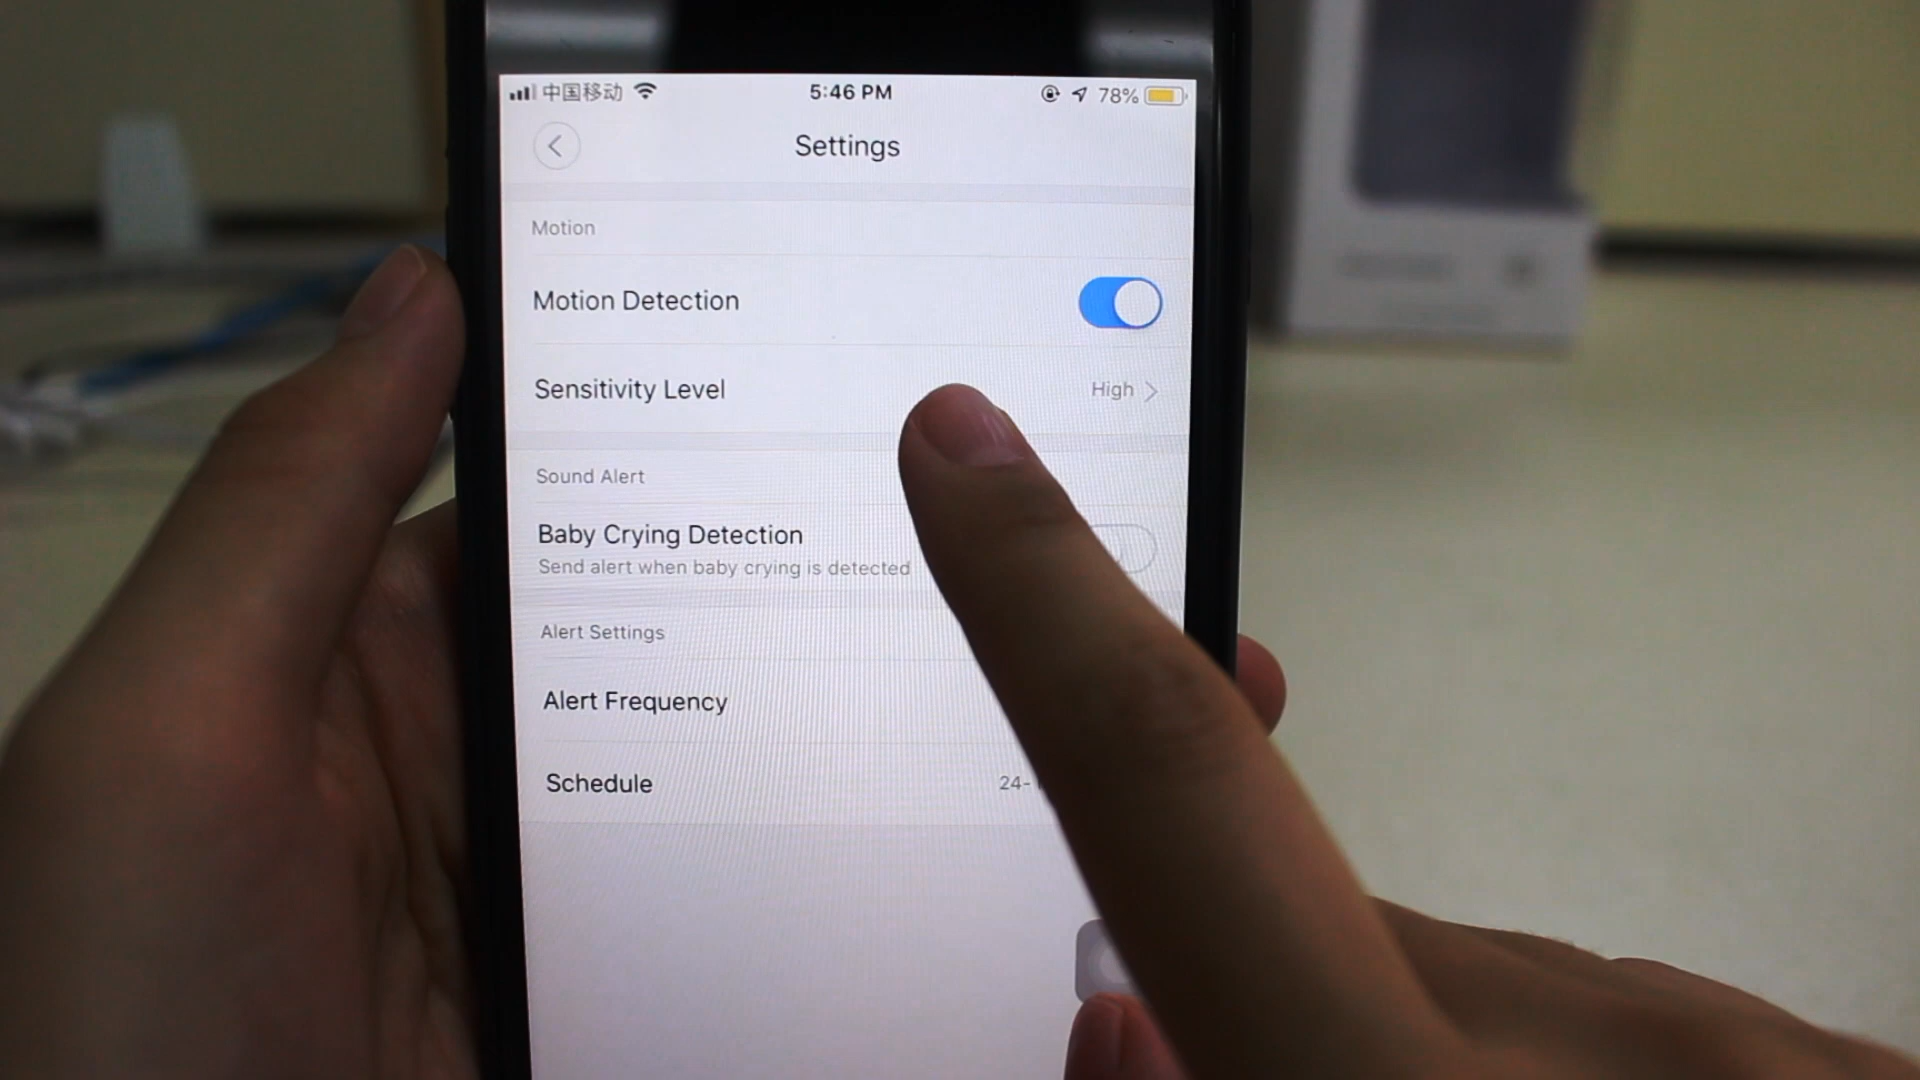 中国移动
5:46 PM
78%
Settings
Motion
Motion Detection
Sensitivity Level
High
Sound Alert
Baby Crying Detection
Send alert when baby crying is detected
Alert Settings
Alert Frequency
Schedule
24-